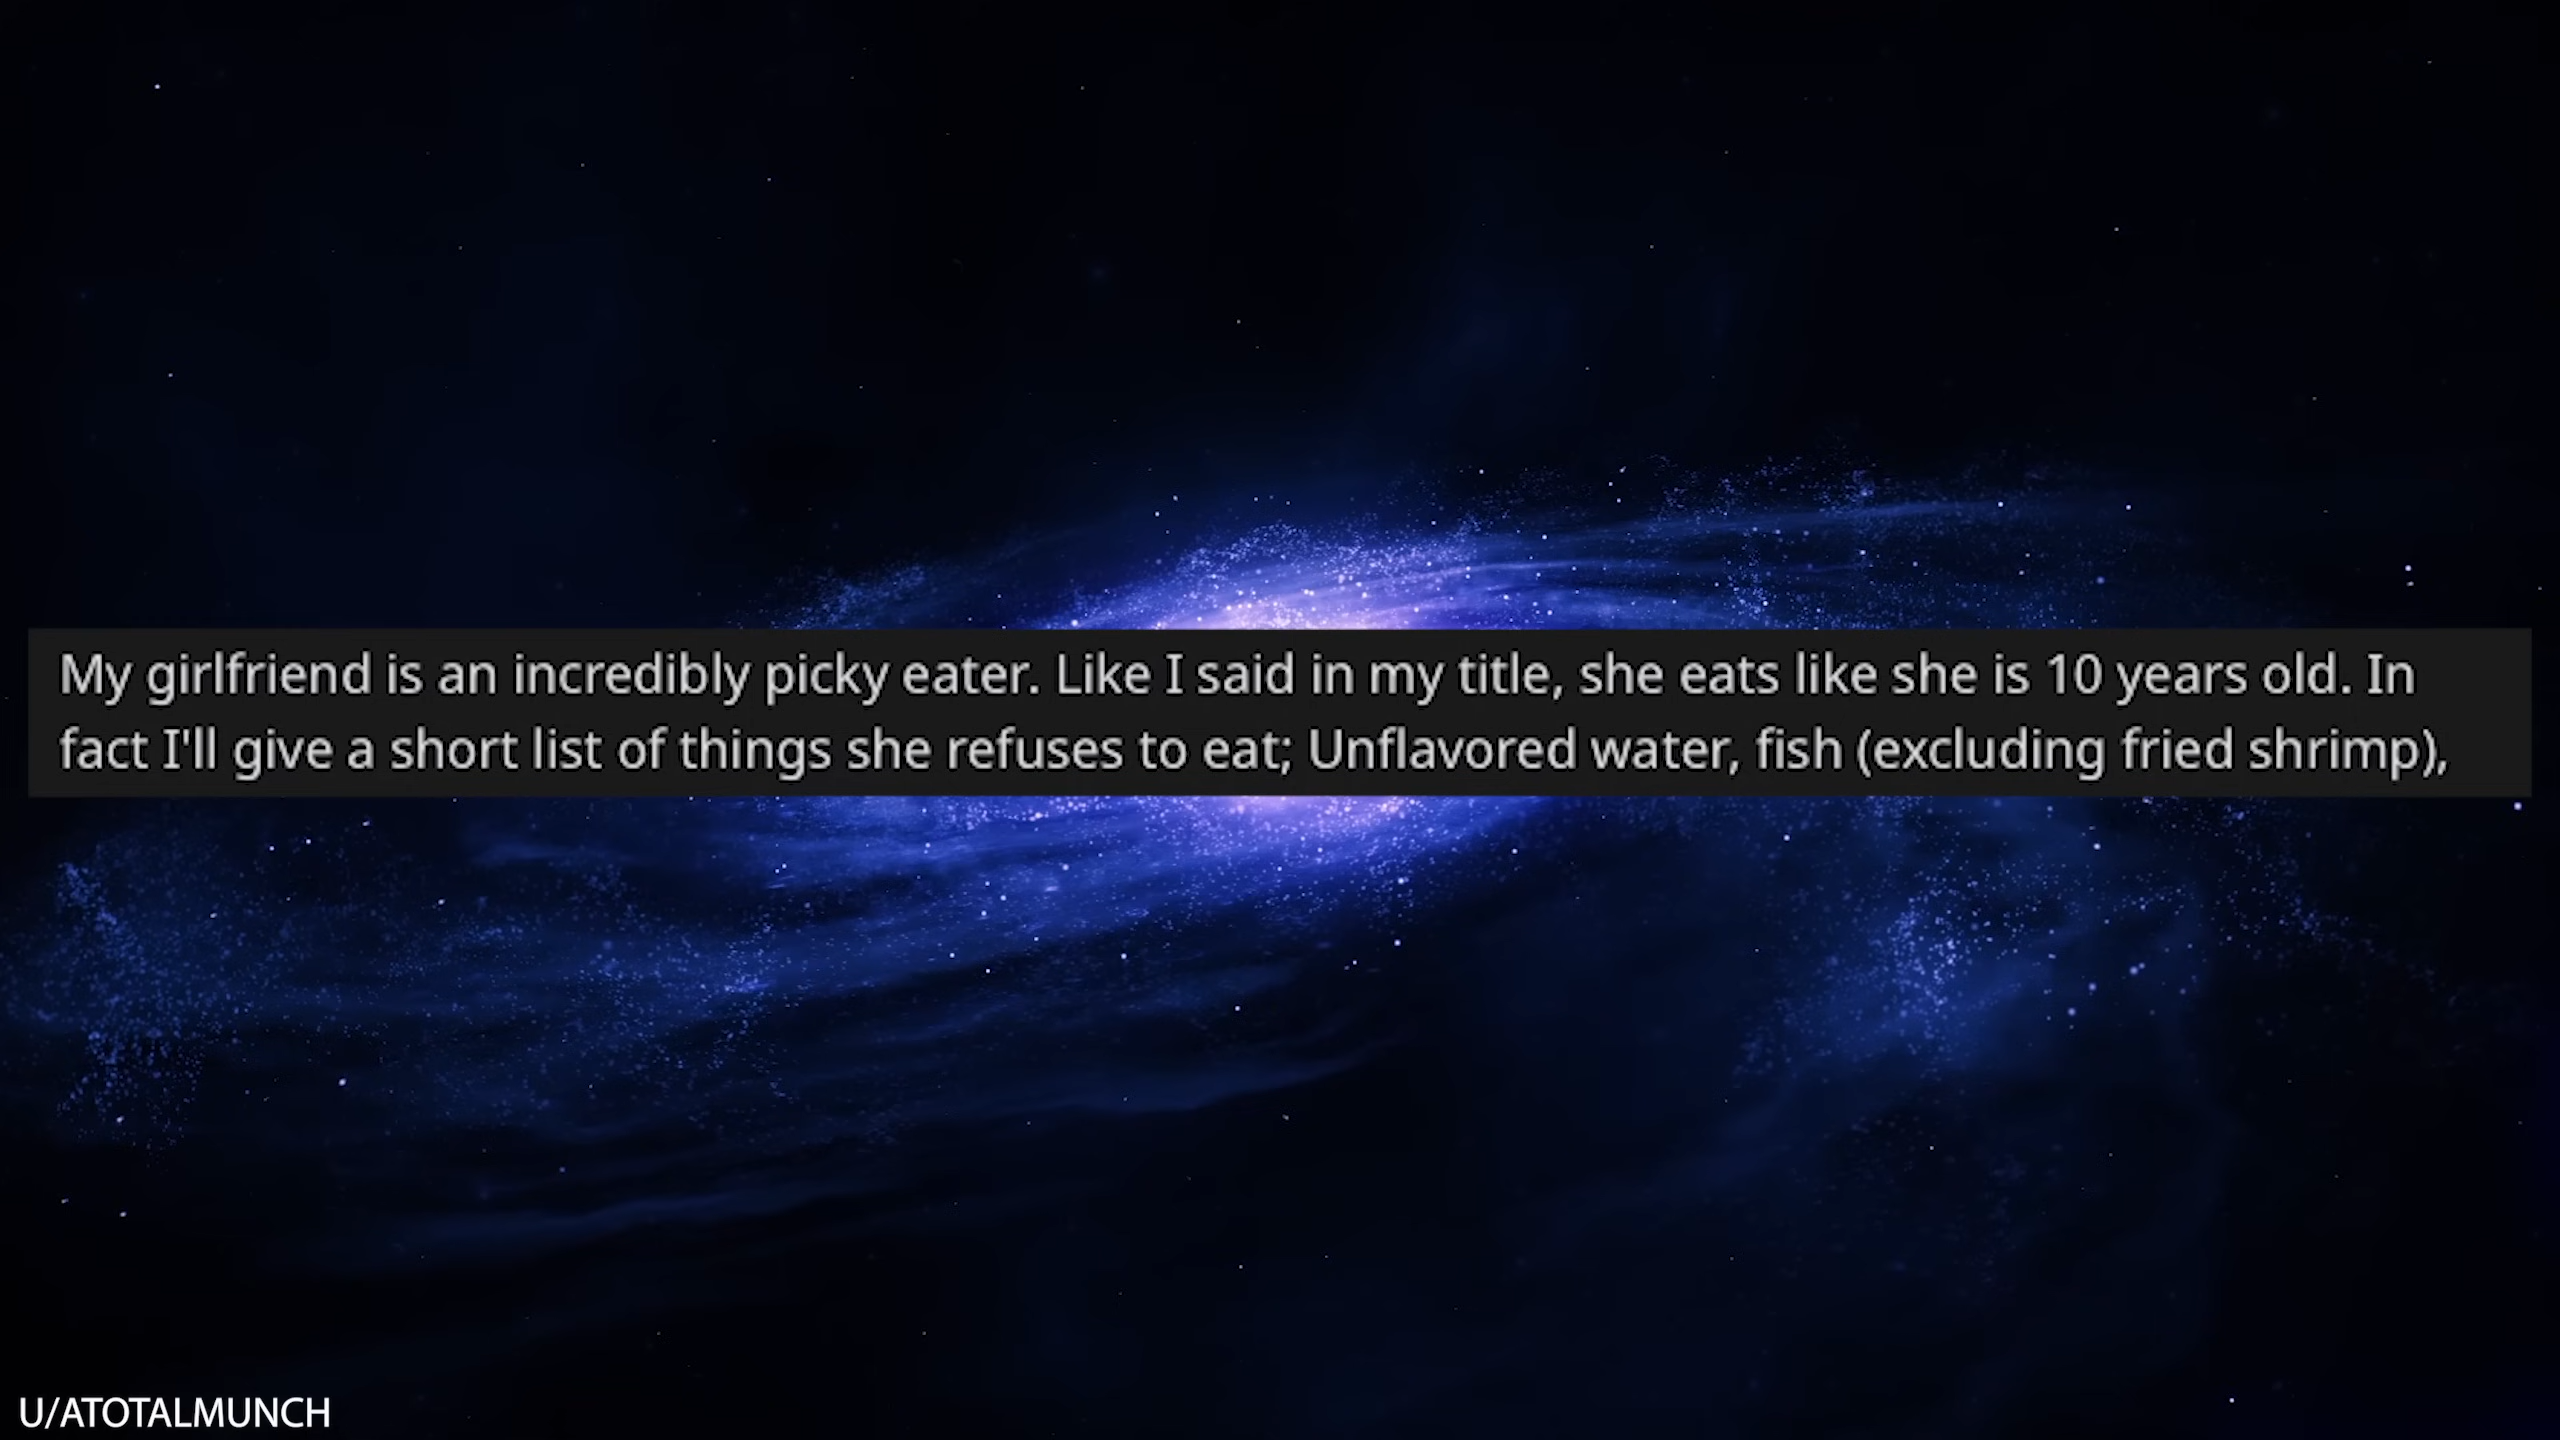 My girlfriend is an incredibly picky eater. Like I said in my title, she eats like she is 10 years old. In
fact I'll give a short list of things she refuses to eat; Unflavored water, fish (excluding fried shrimp),
U/ATOTALMUNCH